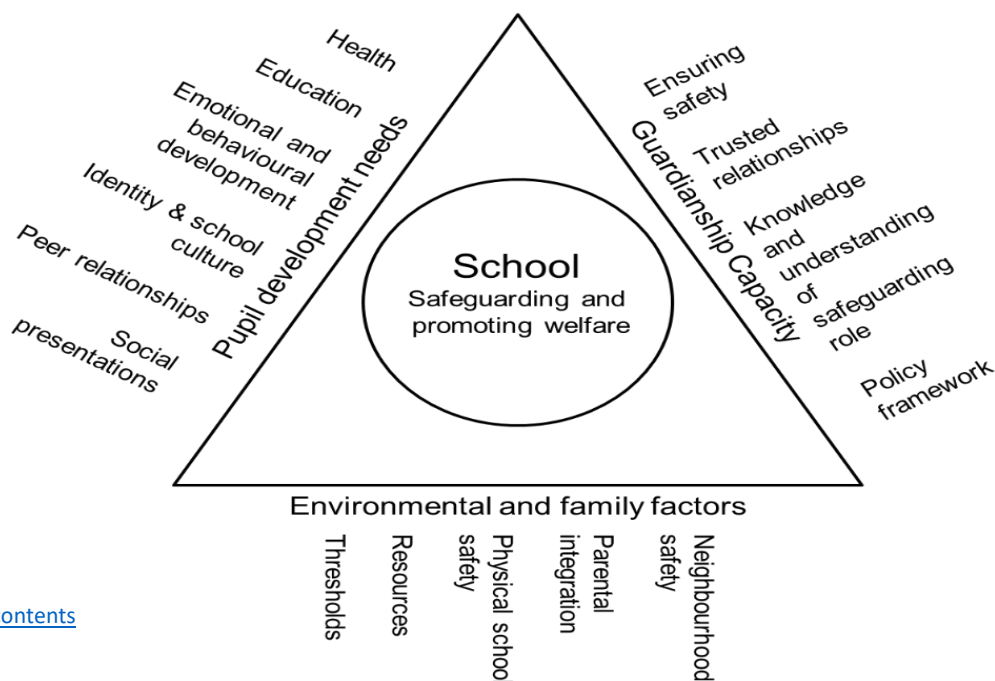 Health
Education
Emotional and
behavioural
development
Identity & school
culture
Peer relationships
Social
presentations
Pupil development needs
Ensuring
safety
Trusted
relationships
Knowledge
and
understanding
of
safeguarding
role
Policy
framework
Guardianship Capacity
School
Safeguarding and
promoting welfare
Environmental and family factors
Thresholds
Resources
Physical schoo
safety
Parental
integration
Neighbourhood
safety
ontents